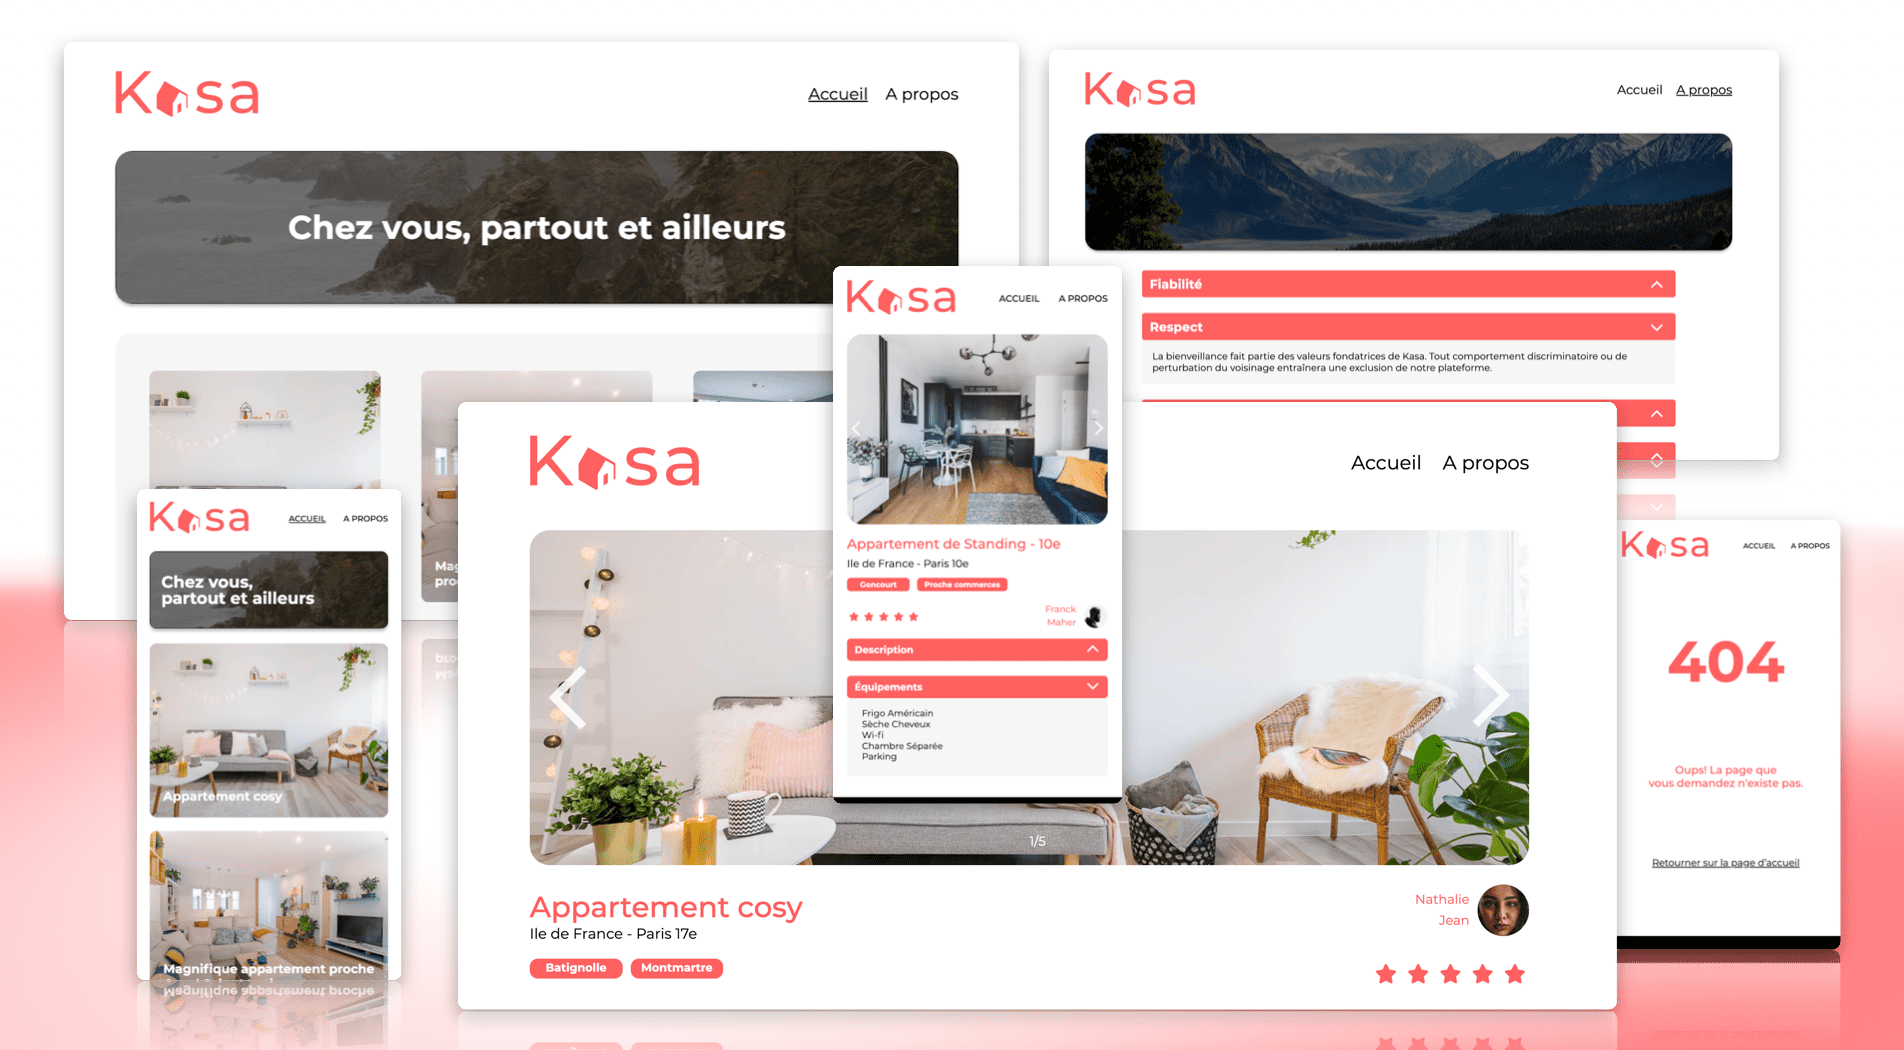 Kasa
Accueil A propos
Chez vous, partout et ailleurs
Kasa
Accueil A propos
Fiabilité
Respect
La bienveillance fait partie des valeurs fondatrices de Kasa. Tout comportement discriminatoire ou de
perturbation du voisinage entraînera une exclusion de notre plateforme.
Kasa
ACCUEIL A PROPOS
Appartement de Standing - 10e
Ile de France - Paris 10e
Goncourt Proche commerces
Franck
Maher
Description
Équipements
Frigo Américain
Sèche Cheveux
Wi-fi
Chambre Séparée
Parking
Kasa
ACCUEIL A PROPOS
Chez vous,
partout et ailleurs
Appartement cosy
Magnifique appartement proche
Kasa
Accueil A propos
1/5
Appartement cosy
Ile de France - Paris 17e
Batignolle Montmartre
Nathalie
Jean
Kasa
ACCUEIL A PROPOS
404
Oups! La page que
vous demandez n'existe pas.
Retourner sur la page d'accueil